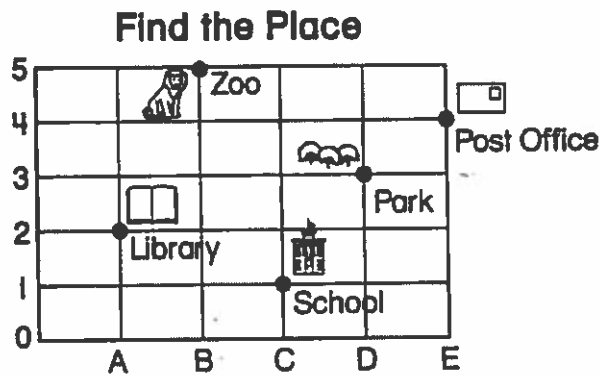 Find the Place
5
Zoo
4
Post Office
3
Park
2
Library
1
School
0
A B C D E